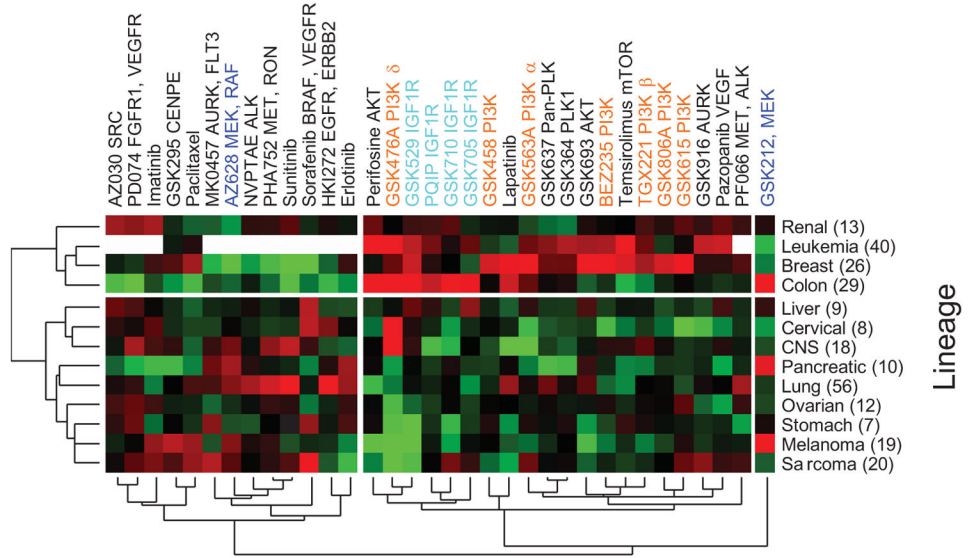 AZ030 SRC
PD074 FGFR1, VEGFR
Imatinib
GSK295 CENPE
Paclitaxel
MK0457 AURK, FLT3
AZ628 MEK, RAF
NVPTAE ALK
PHA752 MET, RON
Sunitinib
Sorafenib BRAF, VEGFR
HKI272 EGFR, ERBB2
Erlotinib
Perifosine AKT
GSK476A PI3K δ
GSK529 IGF1R
PQIP IGF1R
GSK710 IGF1R
GSK705 IGF1R
GSK458 PI3K
Lapatinib
GSK563A PI3K α
GSK637 Pan-PLK
GSK364 PLK1
GSK693 AKT
BEZ235 PI3K
Temsirolimus mTOR
TGX221 PI3K β
GSK806A PI3K
GSK615 PI3K
GSK916 AURK
Pazopanib VEGF
PF066 MET, ALK
GSK212, MEK
Renal (13)
Leukemia (40)
Breast (26)
Colon (29)
Liver (9)
Cervical (8)
CNS (18)
Pancreatic (10)
Lung (56)
Ovarian (12)
Stomach (7)
Melanoma (19)
Sarcoma (20)
Lineage